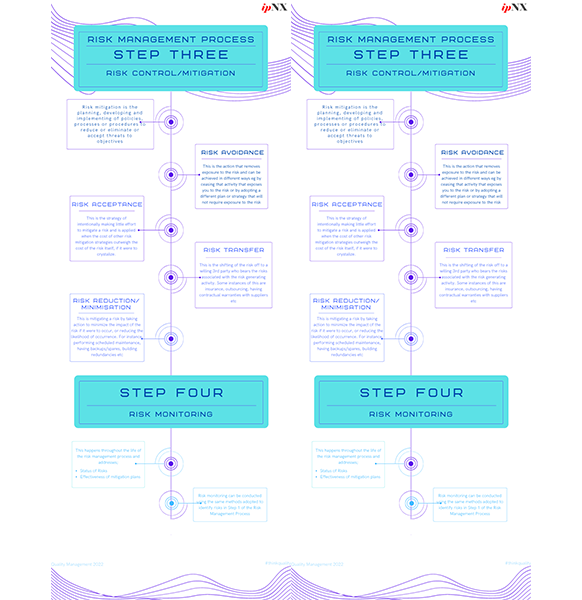 ipNX
RISK MANAGEMENT PROCESS
STEP THREE
RISK CONTROL/MITIGATION
Risk mitigation is the
planning, developing and
implementing of policies,
processes or procedures to
reduce or eliminate or
accept threats to
objectives
RISK AVOIDANCE
This is the action that removes
exposure to the risk and can be
achieved in different ways eg by
ceasing that activity that exposes
you to the risk or by adopting a
different plan or strategy that will
not require exposure to the risk
RISK ACCEPTANCE
This is the strategy of
intentionally making little effort
to mitigate a risk and is applied
when the cost of other risk
mitigation strategies outweigh the
cost of the risk itself, if it were to
crystalize
RISK TRANSFER
This is the shifting of the risk off to a
willing 3rd party who bears the risks
associated with the risk generating
activity. Some instances of this are
insurance, outsourcing, having
contractual warranties with suppliers
etc
RISK REDUCTION/
MINIMISATION
This is mitigating a risk by taking
action to minimize the impact of the
risk if it were to occur, or reducing the
likelihood of occurrence. For instance
performing scheduled maintenance,
having backups/spares, building
redundancies etc
STEP FOUR
RISK MONITORING
This happens throughout the life of
the risk management process and
addresses:
Status of Risks
Effectiveness of mitigation plans
Risk monitoring can be conducted
using the same methods adopted to
identify risks in Step II of the Risk
Management Process
Quality Management 2022
ipNX
RISK MANAGEMENT PROCESS
STEP THREE
RISK CONTROL/MITIGATION
Risk mitigation is the
planning, developing and
implementing of policies,
processes or procedures to
reduce or eliminate or
accept threats to
objectives
RISK AVOIDANCE
This is the action that removes
exposure to the risk and can be
achieved in different ways eg by
ceasing that activity that exposes
you to the risk or by adopting a
different plan or strategy that will
not require exposure to the risk
RISK ACCEPTANCE
This is the strategy of
intentionally making little effort
to mitigate a risk and is applied
when the cost of other risk
mitigation strategies outweigh the
cost of the risk itself, if it were to
crystalize
RISK TRANSFER
This is the shifting of the risk off to a
willing 3rd party who bears the risks
associated with the risk generating
activity. Some instances of this are
insurance, outsourcing, having
contractual warranties with suppliers
etc
RISK REDUCTION/
MINIMISATION
This is mitigating a risk by taking
action to minimize the impact of the
risk if it were to occur, or reducing the
likelihood of occurrence. For instance
performing scheduled maintenance,
having backups/spares, building
redundancies etc
STEP FOUR
RISK MONITORING
This happens throughout the life of
the risk management process and
addresses:
Status of Risks
Effectiveness of mitigation plans
Risk monitoring can be conducted
using the same methods adopted to
identify risks in Step II of the Risk
Management Process
Quality Management 2022